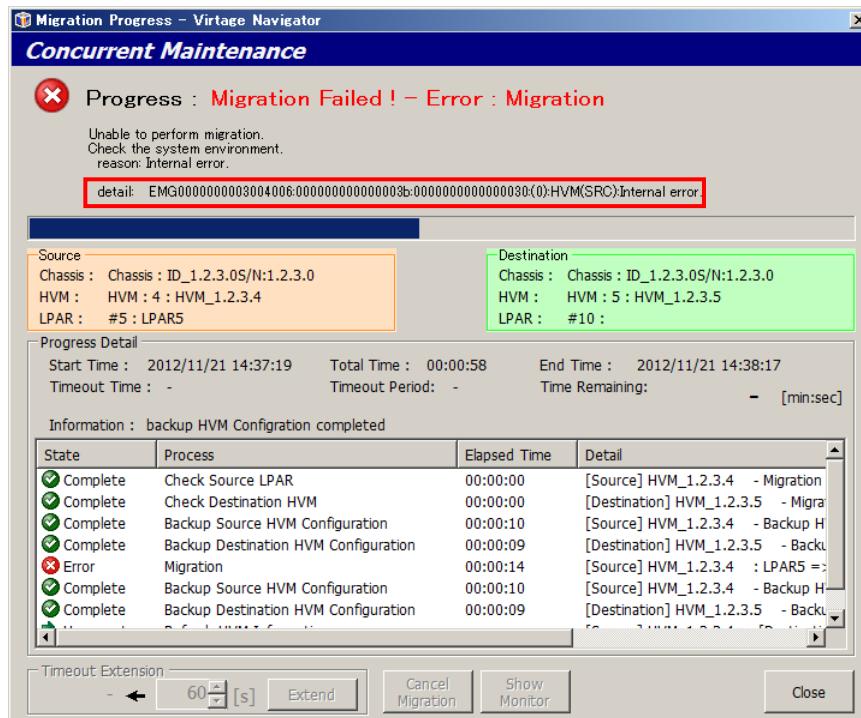 Migration Progress - Virtage Navigator
Concurrent Maintenance
Progress : Migration Failed ! - Error : Migration
Unable to perform migration.
Check the system environment.
reason: Internal error.
detail: EMG0000000003004006:000000000000003b:0000000000000030:(0):HVM(SRC):Internal error.
Source
Chassis : Chassis : ID_1.2.3.0S/N:1.2.3.0
HVM : HVM : 4 : HVM_1.2.3.4
LPAR : #5 : LPAR5
Destination
Chassis : Chassis : ID_1.2.3.0S/N:1.2.3.0
HVM : HVM : 5 : HVM_1.2.3.5
LPAR : #10 :
Progress Detail
Start Time : 2012/11/21 14:37:19 Total Time : 00:00:58 End Time : 2012/11/21 14:38:17
Timeout Time : - Timeout Period: - Time Remaining: - [min:sec]
Information : backup HVM Configration completed
State Process Elapsed Time Detail
Complete Check Source LPAR 00:00:00 [Source] HVM_1.2.3.4 - Migration
Complete Check Destination HVM 00:00:00 [Destination] HVM_1.2.3.5 - Migra
Complete Backup Source HVM Configuration 00:00:10 [Source] HVM_1.2.3.4 - Backup H
Complete Backup Destination HVM Configuration 00:00:09 [Destination] HVM_1.2.3.5 - Backu
Error Migration 00:00:14 [Source] HVM_1.2.3.4 : LPAR5 =>
Complete Backup Source HVM Configuration 00:00:10 [Source] HVM_1.2.3.4 - Backup H
Complete Backup Destination HVM Configuration 00:00:09 [Destination] HVM_1.2.3.5 - Backu
Timeout Extension
- 60 [s] Extend
Cancel Migration
Show Monitor
Close